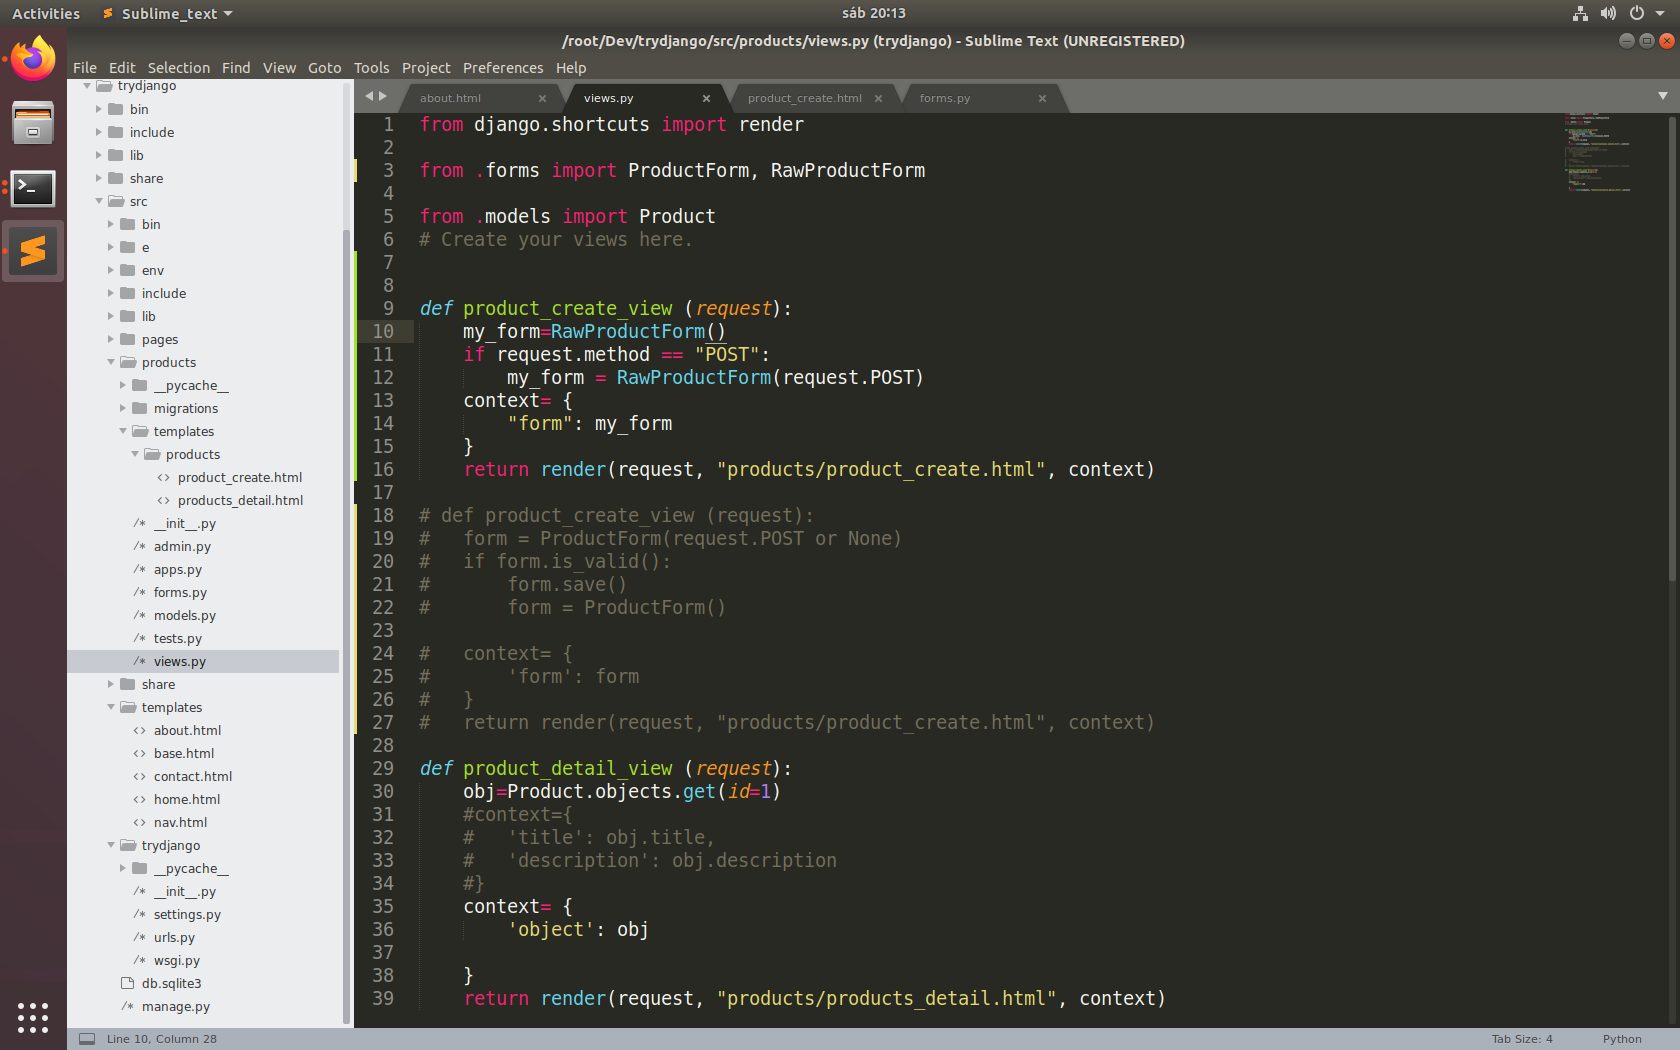 Activities Sublime_text sáb 20:13
/root/Dev/trydjango/src/products/views.py (trydjango) - Sublime Text (UNREGISTERED)
File Edit Selection Find View Goto Tools Project Preferences Help
trydjango
bin
include
lib
share
src
bin
e
env
include
lib
pages
products
__pycache__
migrations
templates
products
<> product_create.html
<> products_detail.html
/* __init__.py
/* admin.py
/* apps.py
/* forms.py
/* models.py
/* tests.py
/* views.py
share
templates
<> about.html
<> base.html
<> contact.html
<> home.html
<> nav.html
trydjango
__pycache__
/* __init__.py
/* settings.py
/* urls.py
/* wsgi.py
db.sqlite3
/* manage.py
about.html × views.py × product_create.html × forms.py ×
1 from django.shortcuts import render
2
3 from .forms import ProductForm, RawProductForm
4
5 from .models import Product
6 # Create your views here.
7
8
9 def product_create_view (request):
10     my_form=RawProductForm()
11     if request.method == "POST":
12         my_form = RawProductForm(request.POST)
13     context= {
14         "form": my_form
15     }
16     return render(request, "products/product_create.html", context)
17
18 # def product_create_view (request):
19 #   form = ProductForm(request.POST or None)
20 #   if form.is_valid():
21 #       form.save()
22 #       form = ProductForm()
23
24 #   context= {
25 #       'form': form
26 #   }
27 #   return render(request, "products/product_create.html", context)
28
29 def product_detail_view (request):
30     obj=Product.objects.get(id=1)
31     #context={
32     #   'title': obj.title,
33     #   'description': obj.description
34     #}
35     context= {
36         'object': obj
37
38     }
39     return render(request, "products/products_detail.html", context)
Line 10, Column 28 Tab Size: 4 Python